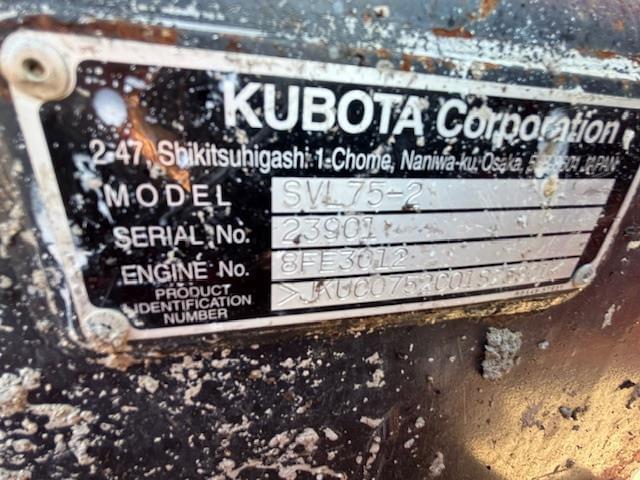 KUBOTA Corporation
2-47, Shikitsuhigashi 1-Chome, Naniwa-ku, Osaka, JAPAN
MODEL SVL75-2
SERIAL No. 23901
ENGINE No. 8FE3012
PRODUCT
IDENTIFICATION
NUMBER